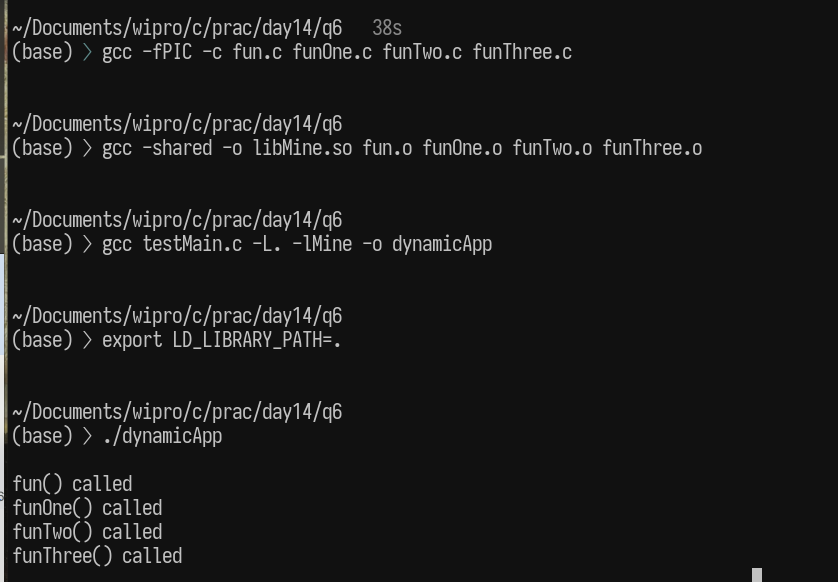 ~/Documents/wipro/c/prac/day14/q6 38s
(base) > gcc -fPIC -c fun.c funOne.c funTwo.c funThree.c
~/Documents/wipro/c/prac/day14/q6
(base) > gcc -shared -o libMine.so fun.o funOne.o funTwo.o funThree.o
~/Documents/wipro/c/prac/day14/q6
(base) > gcc testMain.c -L. -lMine -o dynamicApp
~/Documents/wipro/c/prac/day14/q6
(base) > export LD_LIBRARY_PATH=.
~/Documents/wipro/c/prac/day14/q6
(base) > ./dynamicApp
fun() called
funOne() called
funTwo() called
funThree() called